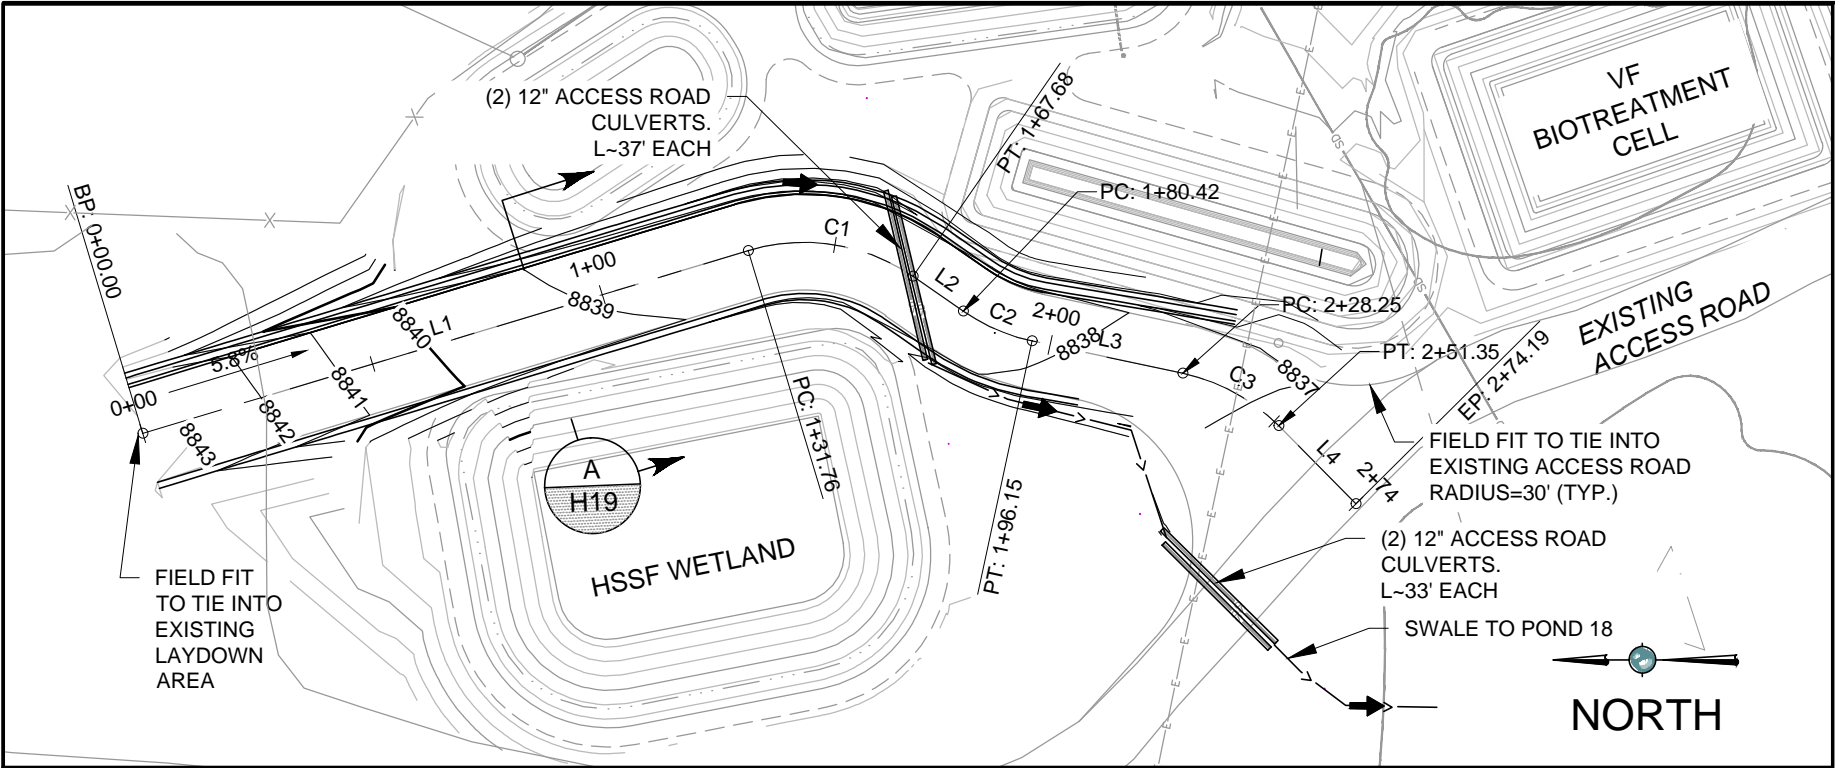 (2) 12" ACCESS ROAD
CULVERTS.
L~37' EACH
PT: 1+67.68
PC: 1+80.42
VF
BIOTREATMENT
CELL
BP: 0+00.00
C1
1+00
8839
L2
C2
2+00
8838
L3
PC: 2+28.25
EXISTING
ACCESS ROAD
8840
L1
5.8%
0+00
8841
8842
8843
PC: 1+31.76
PT: 1+96.15
PT: 2+51.35
C3
8837
EP: 2+74.19
L4
2+74
FIELD FIT TO TIE INTO
EXISTING ACCESS ROAD
RADIUS=30' (TYP.)
A
H19
HSSF WETLAND
(2) 12" ACCESS ROAD
CULVERTS.
L~33' EACH
FIELD FIT
TO TIE INTO
EXISTING
LAYDOWN
AREA
SWALE TO POND 18
NORTH
E
E
E
E
E
E
E
E
E
SD
SD